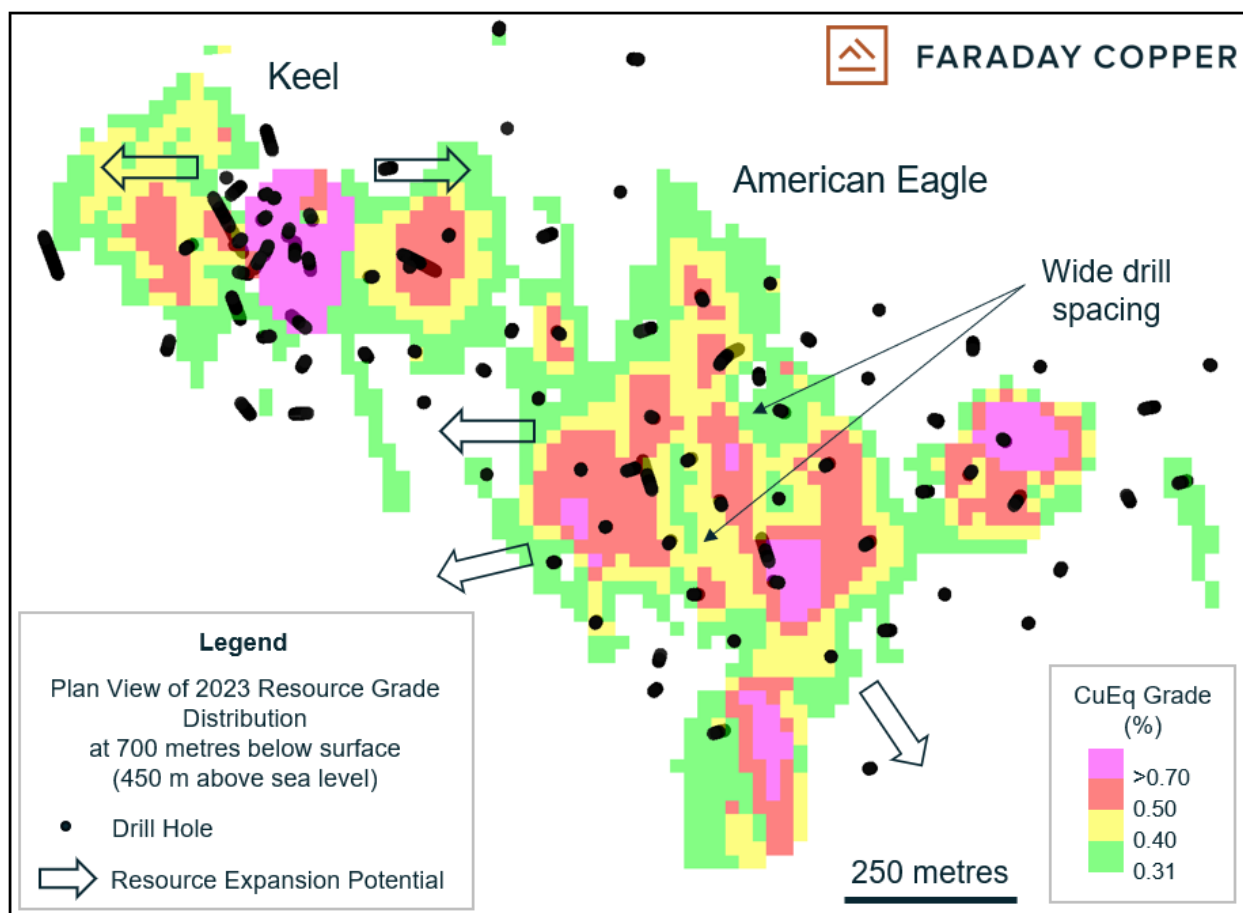 Keel
FARADAY COPPER
American Eagle
Wide drill
spacing
Legend
Plan View of 2023 Resource Grade
Distribution
at 700 metres below surface
(450 m above sea level)
Drill Hole
Resource Expansion Potential
250 metres
CuEq Grade
(%)
>0.70
0.50
0.40
0.31